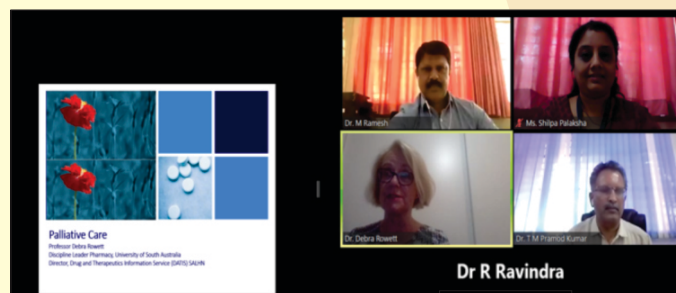 Palliative Care
Professor Debra Rowett
Discipline Leader Pharmacy, University of South Australia
Director, Drug and Therapeutics Information Service (DATIS) SALHN
Dr. M Ramesh
Ms. Shilpa Palaksha
Dr. Debra Rowett
Dr. T M Pramod Kumar
Dr R Ravindra